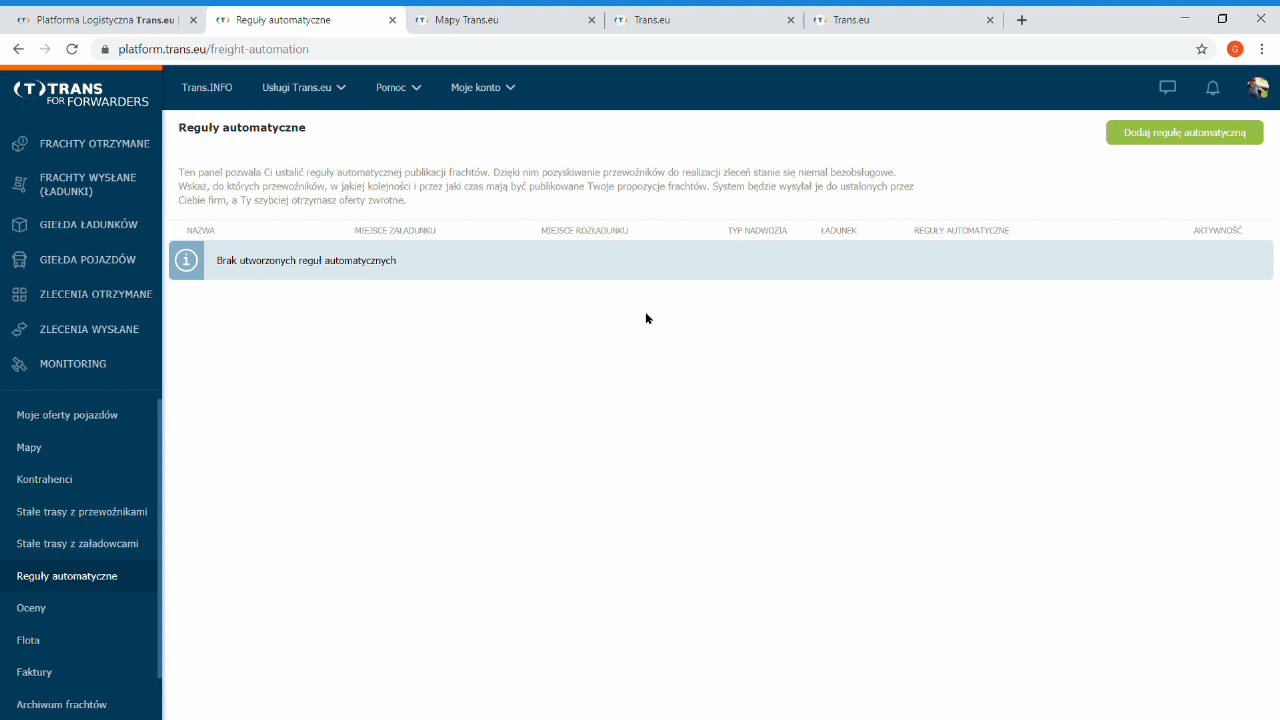 Platforma Logistyczna Trans.eu |
Reguły automatyczne
Mapy Trans.eu
Trans.eu
Trans.eu
platform.trans.eu/freight-automation
G
(T) TRANS
FOR FORWARDERS
Trans.INFO
Usługi Trans.eu
Pomoc
Moje konto
FRACHTY OTRZYMANE
FRACHTY WYSŁANE
(ŁADUNKI)
GIEŁDA ŁADUNKÓW
GIEŁDA POJAZDÓW
ZLECENIA OTRZYMANE
ZLECENIA WYSŁANE
MONITORING
Moje oferty pojazdów
Mapy
Kontrahenci
Stałe trasy z przewoźnikami
Stałe trasy z załadowcami
Reguły automatyczne
Oceny
Flota
Faktury
Archiwum frachtów
Reguły automatyczne
Dodaj regułę automatyczną
Ten panel pozwala Ci ustalić reguły automatycznej publikacji frachtów. Dzięki nim pozyskiwanie przewoźników do realizacji zleceń stanie się niemal bezobsługowe.
Wskaż, do których przewoźników, w jakiej kolejności i przez jaki czas mają być publikowane Twoje propozycje frachtów. System będzie wysyłał je do ustalonych przez
Ciebie firm, a Ty szybciej otrzymasz oferty zwrotne.
NAZWA
MIEJSCE ZAŁADUNKU
MIEJSCE ROZŁADUNKU
TYP NADWOZIA
ŁADUNEK
REGUŁY AUTOMATYCZNE
AKTYWNOŚĆ
Brak utworzonych reguł automatycznych